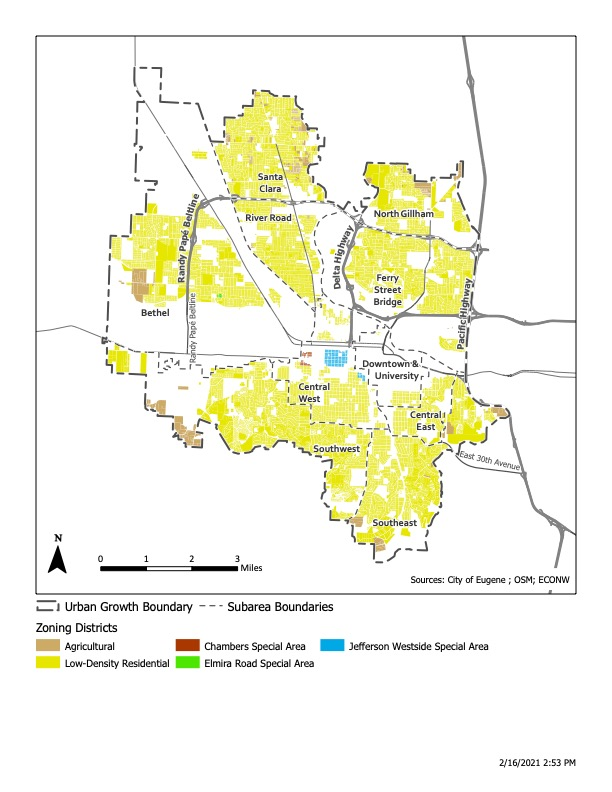 Santa
Clara
River Road
North Gillham
Randy Papé Beltline
Delta Highway
Ferry
Street
Bridge
Pacific Highway
Bethel
Randy Papé Beltline
Downtown &
University
Central
West
Central
East
Southwest
East 30th Avenue
Southeast
N
0 1 2 3
Miles
Sources: City of Eugene ; OSM; ECONW
Urban Growth Boundary Subarea Boundaries
Zoning Districts
Agricultural Chambers Special Area Jefferson Westside Special Area
Low-Density Residential Elmira Road Special Area
2/16/2021 2:53 PM